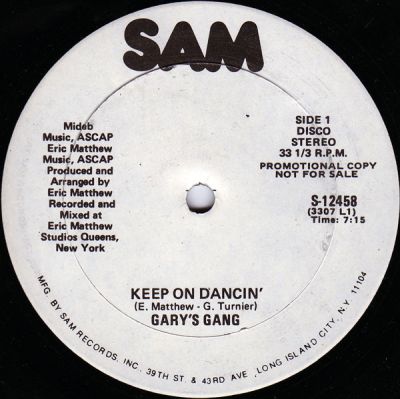 SAM
Mideb
Music, ASCAP
Eric Matthew
Music, ASCAP
Produced and
Arranged by
Eric Matthew
Recorded and
Mixed at
Eric Matthew
Studios Queens,
New York
SIDE 1
DISCO
STEREO
33 1/3 R.P.M.
PROMOTIONAL COPY
NOT FOR SALE
S-12458
(3307 L1)
Time: 7:15
KEEP ON DANCIN'
(E. Matthew - G. Turnier)
GARY'S GANG
MFG. BY SAM RECORDS, INC. 39TH ST. & 43RD AVE., LONG ISLAND CITY, N.Y. 11104